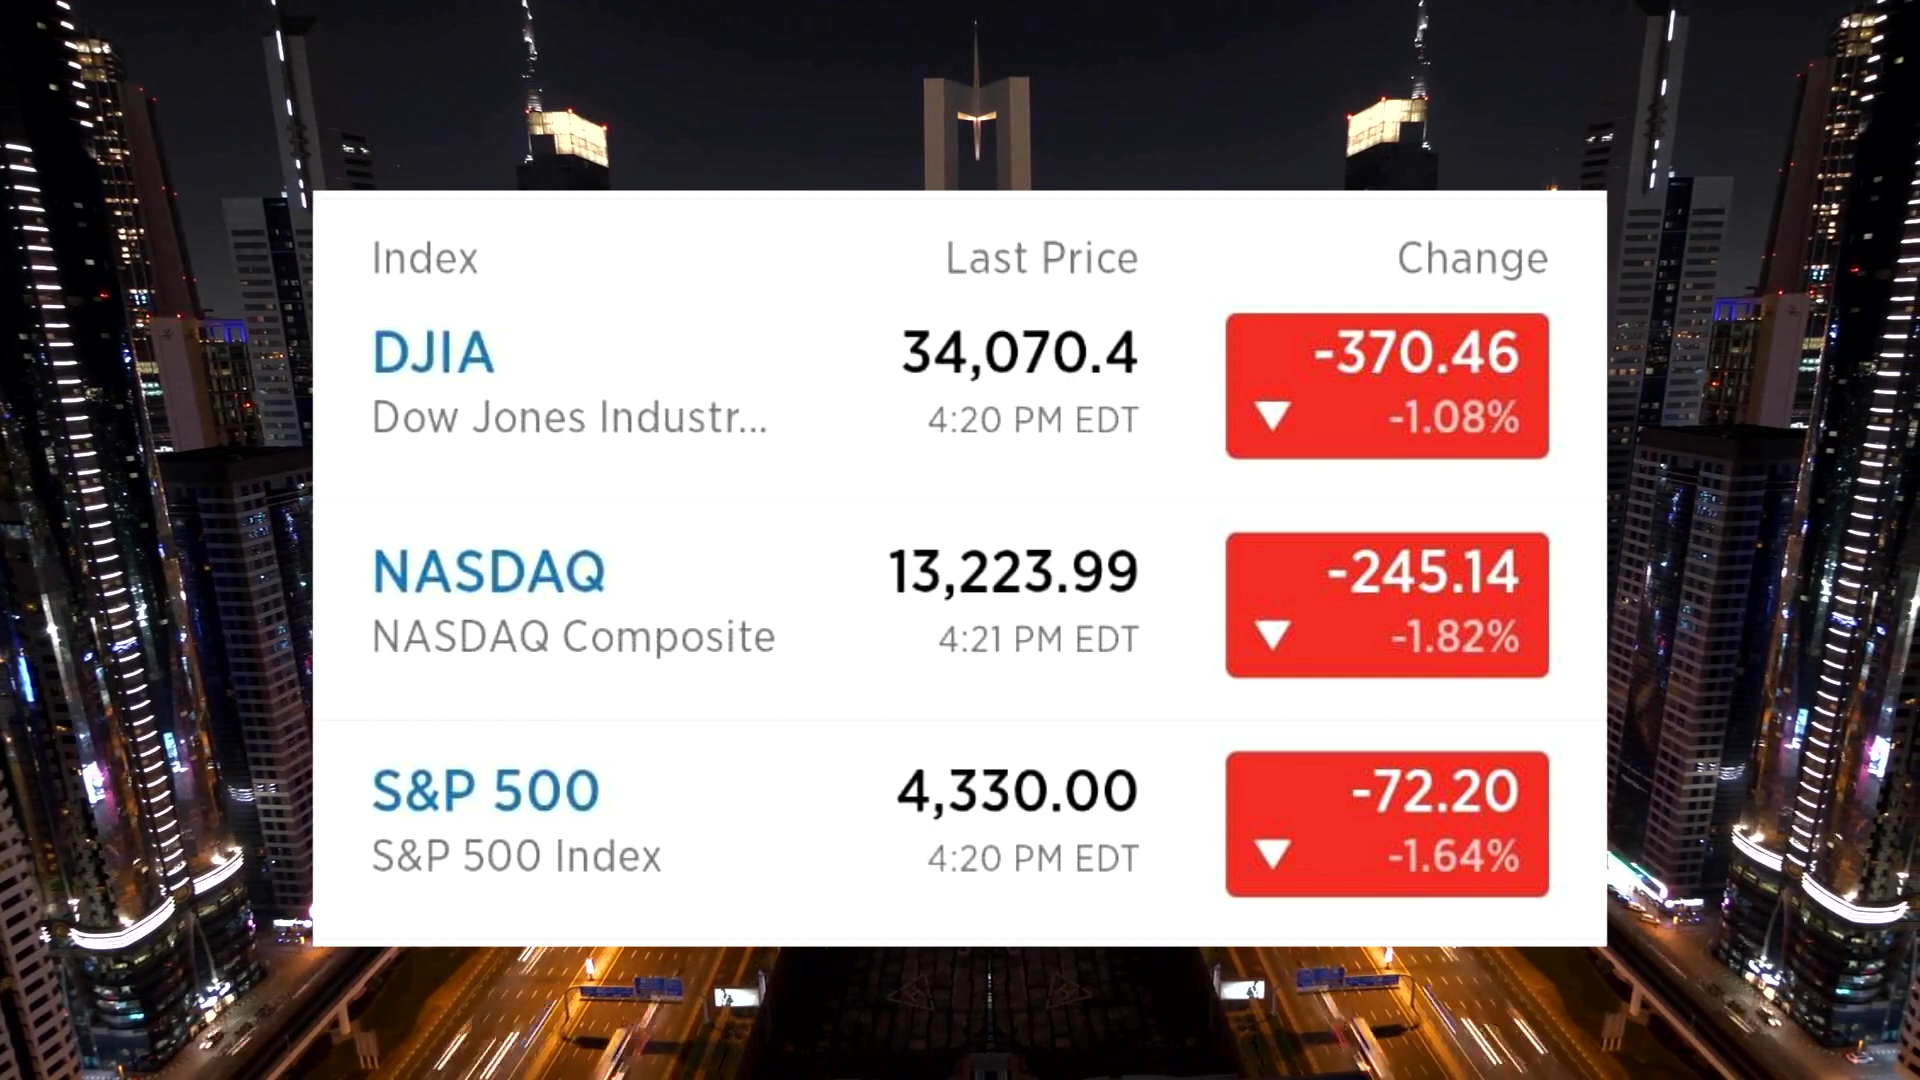 Index Last Price Change
DJIA 34,070.4 -370.46
Dow Jones Industr... 4:20 PM EDT -1.08%
NASDAQ 13,223.99 -245.14
NASDAQ Composite 4:21 PM EDT -1.82%
S&P 500 4,330.00 -72.20
S&P 500 Index 4:20 PM EDT -1.64%